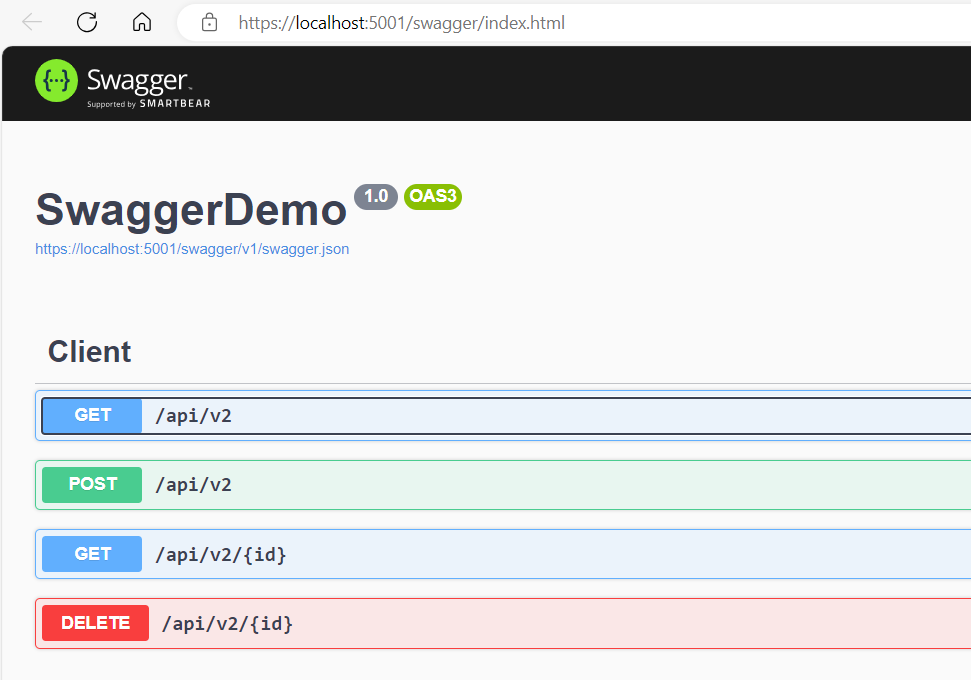 https://localhost:5001/swagger/index.html
{···} Swagger.
Supported by SMARTBEAR
SwaggerDemo 1.0 OAS3
https://localhost:5001/swagger/v1/swagger.json
Client
GET /api/v2
POST /api/v2
GET /api/v2/{id}
DELETE /api/v2/{id}